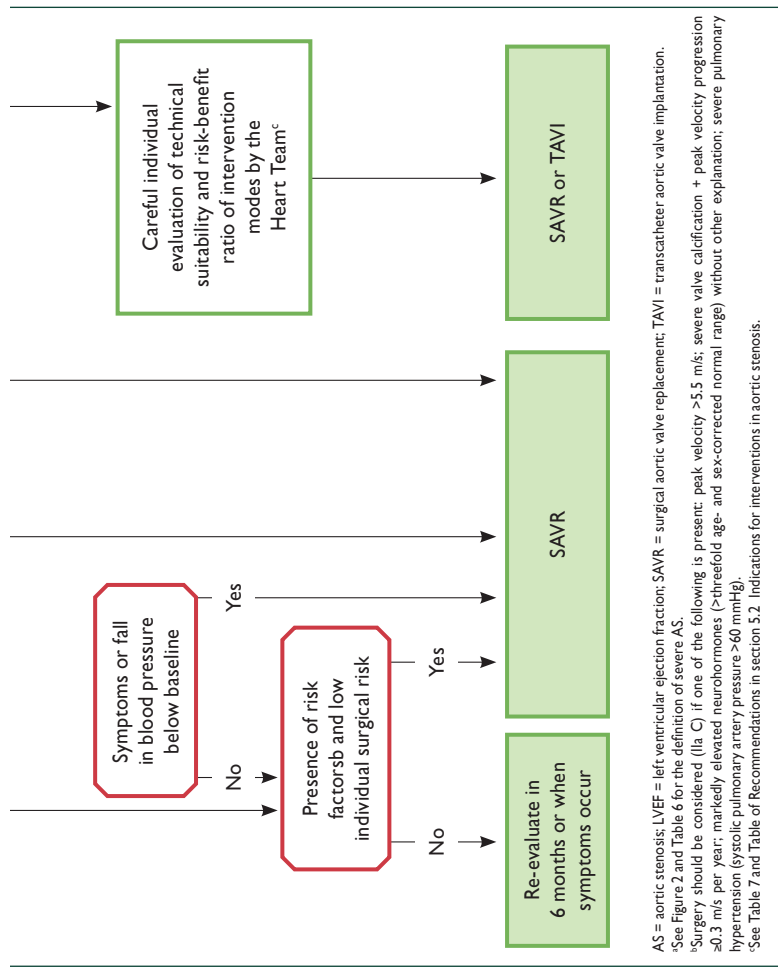 Symptoms or fall
in blood pressure
below baseline
Careful individual
evaluation of technical
suitability and risk-benefit
ratio of intervention
modes by the
Heart Teamᶜ
No
Yes
Presence of risk
factorsb and low
individual surgical risk
No
Yes
Re-evaluate in
6 months or when
symptoms occur
SAVR
SAVR or TAVI
AS = aortic stenosis; LVEF = left ventricular ejection fraction; SAVR = surgical aortic valve replacement; TAVI = transcatheter aortic valve implantation.
ᵃSee Figure 2 and Table 6 for the definition of severe AS.
ᵇSurgery should be considered (IIa C) if one of the following is present: peak velocity >5.5 m/s; severe valve calcification + peak velocity progression
≥0.3 m/s per year; markedly elevated neurohormones (>threefold age- and sex-corrected normal range) without other explanation; severe pulmonary
hypertension (systolic pulmonary artery pressure >60 mmHg).
ᶜSee Table 7 and Table of Recommendations in section 5.2 Indications for interventions in aortic stenosis.